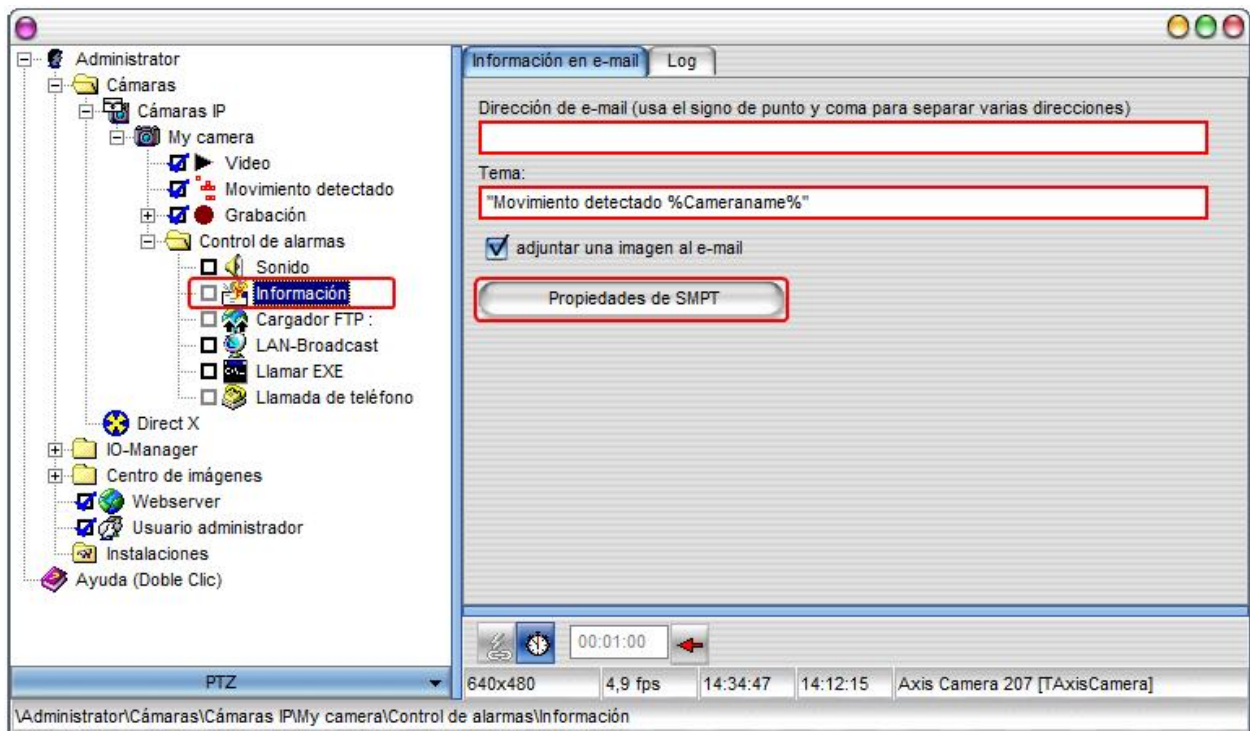 Administrator
Cámaras
Cámaras IP
My camera
Video
Movimiento detectado
Grabación
Control de alarmas
Sonido
Información
Cargador FTP :
LAN-Broadcast
Llamar EXE
Llamada de teléfono
Direct X
IO-Manager
Centro de imágenes
Webserver
Usuario administrador
Instalaciones
Ayuda (Doble Clic)
PTZ
Información en e-mail Log
Dirección de e-mail (usa el signo de punto y coma para separar varias direcciones)
Tema:
"Movimiento detectado %Cameraname%"
adjuntar una imagen al e-mail
Propiedades de SMPT
00:01:00
640x480 4,9 fps 14:34:47 14:12:15 Axis Camera 207 [TAxisCamera]
\Administrator\Cámaras\Cámaras IP\My camera\Control de alarmas\Información